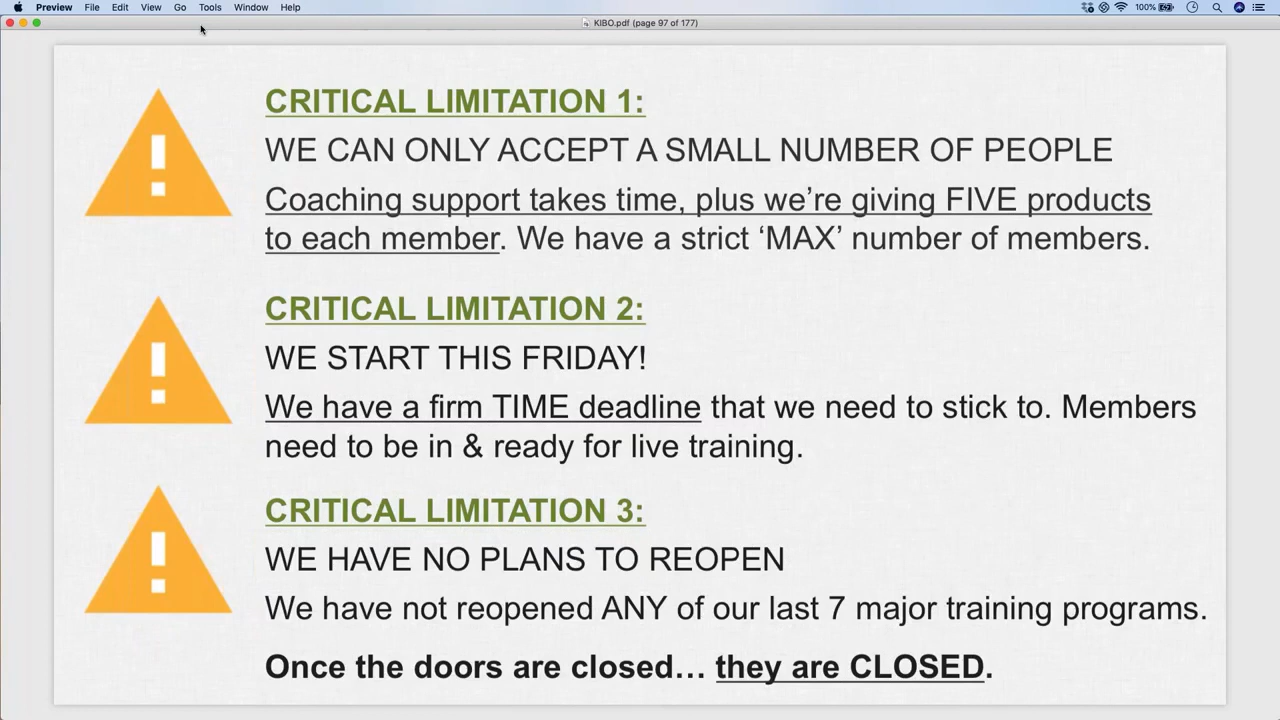 Preview File Edit View Go Tools Window Help 100%
KIBO.pdf (page 97 of 177)
CRITICAL LIMITATION 1:
WE CAN ONLY ACCEPT A SMALL NUMBER OF PEOPLE
Coaching support takes time, plus we’re giving FIVE products
to each member. We have a strict ‘MAX’ number of members.
CRITICAL LIMITATION 2:
WE START THIS FRIDAY!
We have a firm TIME deadline that we need to stick to. Members
need to be in & ready for live training.
CRITICAL LIMITATION 3:
WE HAVE NO PLANS TO REOPEN
We have not reopened ANY of our last 7 major training programs.
Once the doors are closed… they are CLOSED.